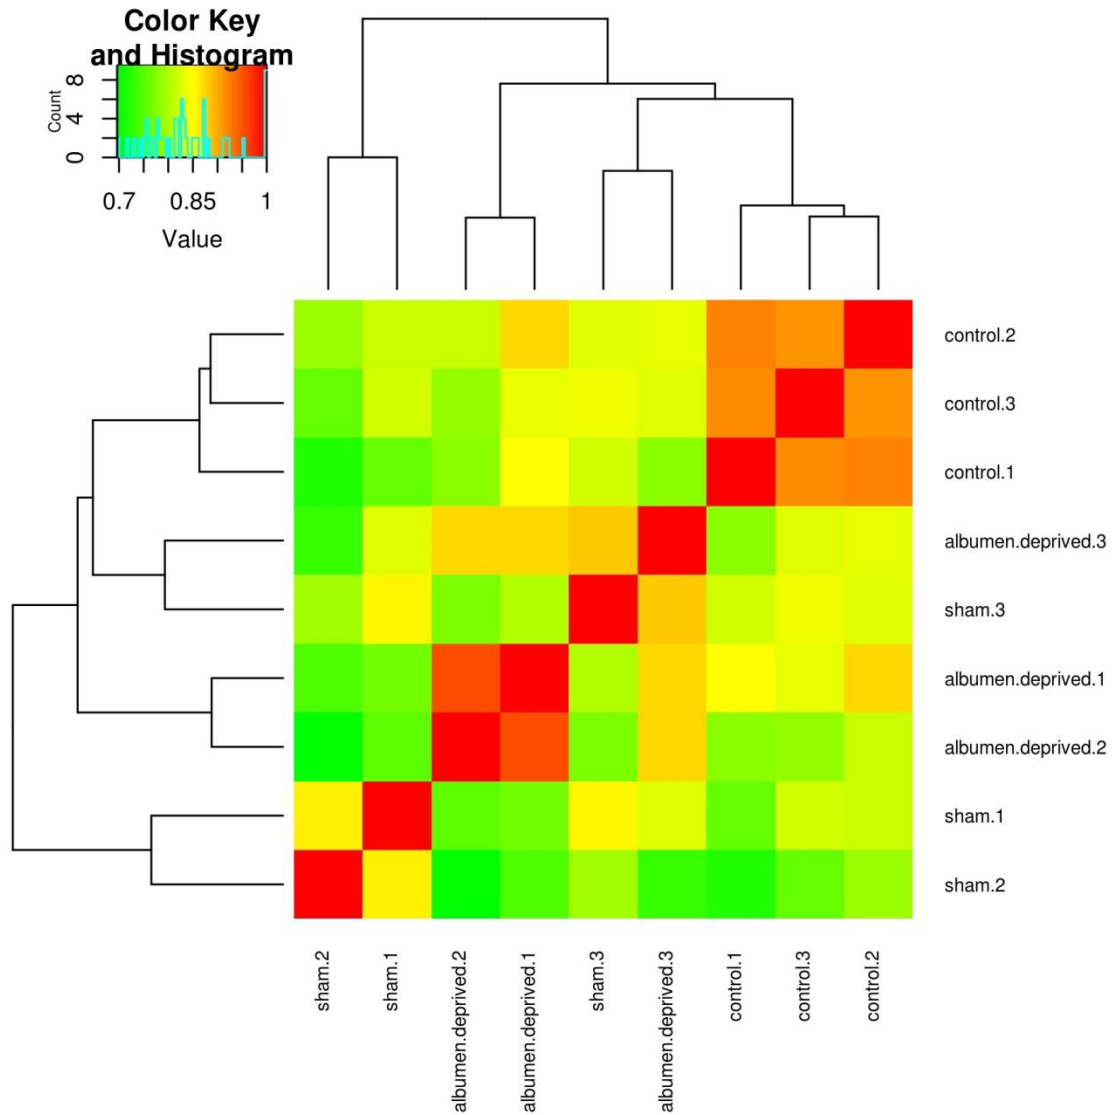 Color Key
and Histogram
Count
8
4
0
0.7 0.85 1
Value
control.2
control.3
control.1
albumen.deprived.3
sham.3
albumen.deprived.1
albumen.deprived.2
sham.1
sham.2
sham.2
sham.1
albumen.deprived.2
albumen.deprived.1
sham.3
albumen.deprived.3
control.1
control.3
control.2